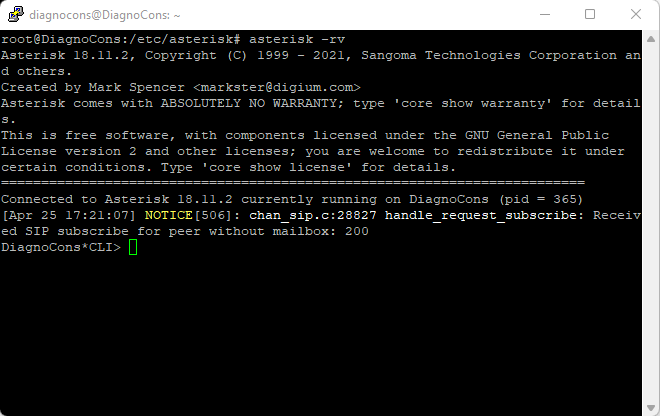 diagnocons@DiagnoCons: ~
root@DiagnoCons:/etc/asterisk# asterisk -rv
Asterisk 18.11.2, Copyright (C) 1999 - 2021, Sangoma Technologies Corporation an
d others.
Created by Mark Spencer <markster@digium.com>
Asterisk comes with ABSOLUTELY NO WARRANTY; type 'core show warranty' for detail
s.
This is free software, with components licensed under the GNU General Public
License version 2 and other licenses; you are welcome to redistribute it under
certain conditions. Type 'core show license' for details.
=========================================================================
Connected to Asterisk 18.11.2 currently running on DiagnoCons (pid = 365)
[Apr 25 17:21:07] NOTICE[506]: chan_sip.c:28827 handle_request_subscribe: Receiv
ed SIP subscribe for peer without mailbox: 200
DiagnoCons*CLI>